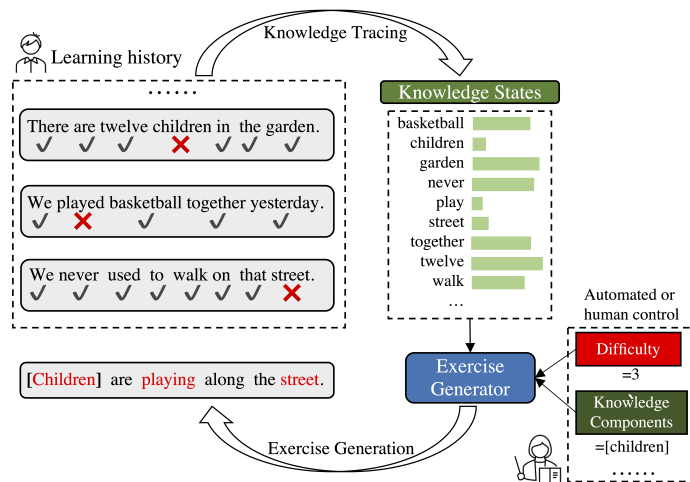 Knowledge Tracing
Learning history
......
There are twelve children in the garden.
We played basketball together yesterday.
We never used to walk on that street.
Knowledge States
basketball
children
garden
never
play
street
together
twelve
walk
...
Automated or
human control
Difficulty
=3
Knowledge
Components
=[children]
......
Exercise
Generator
[Children] are playing along the street.
Exercise Generation